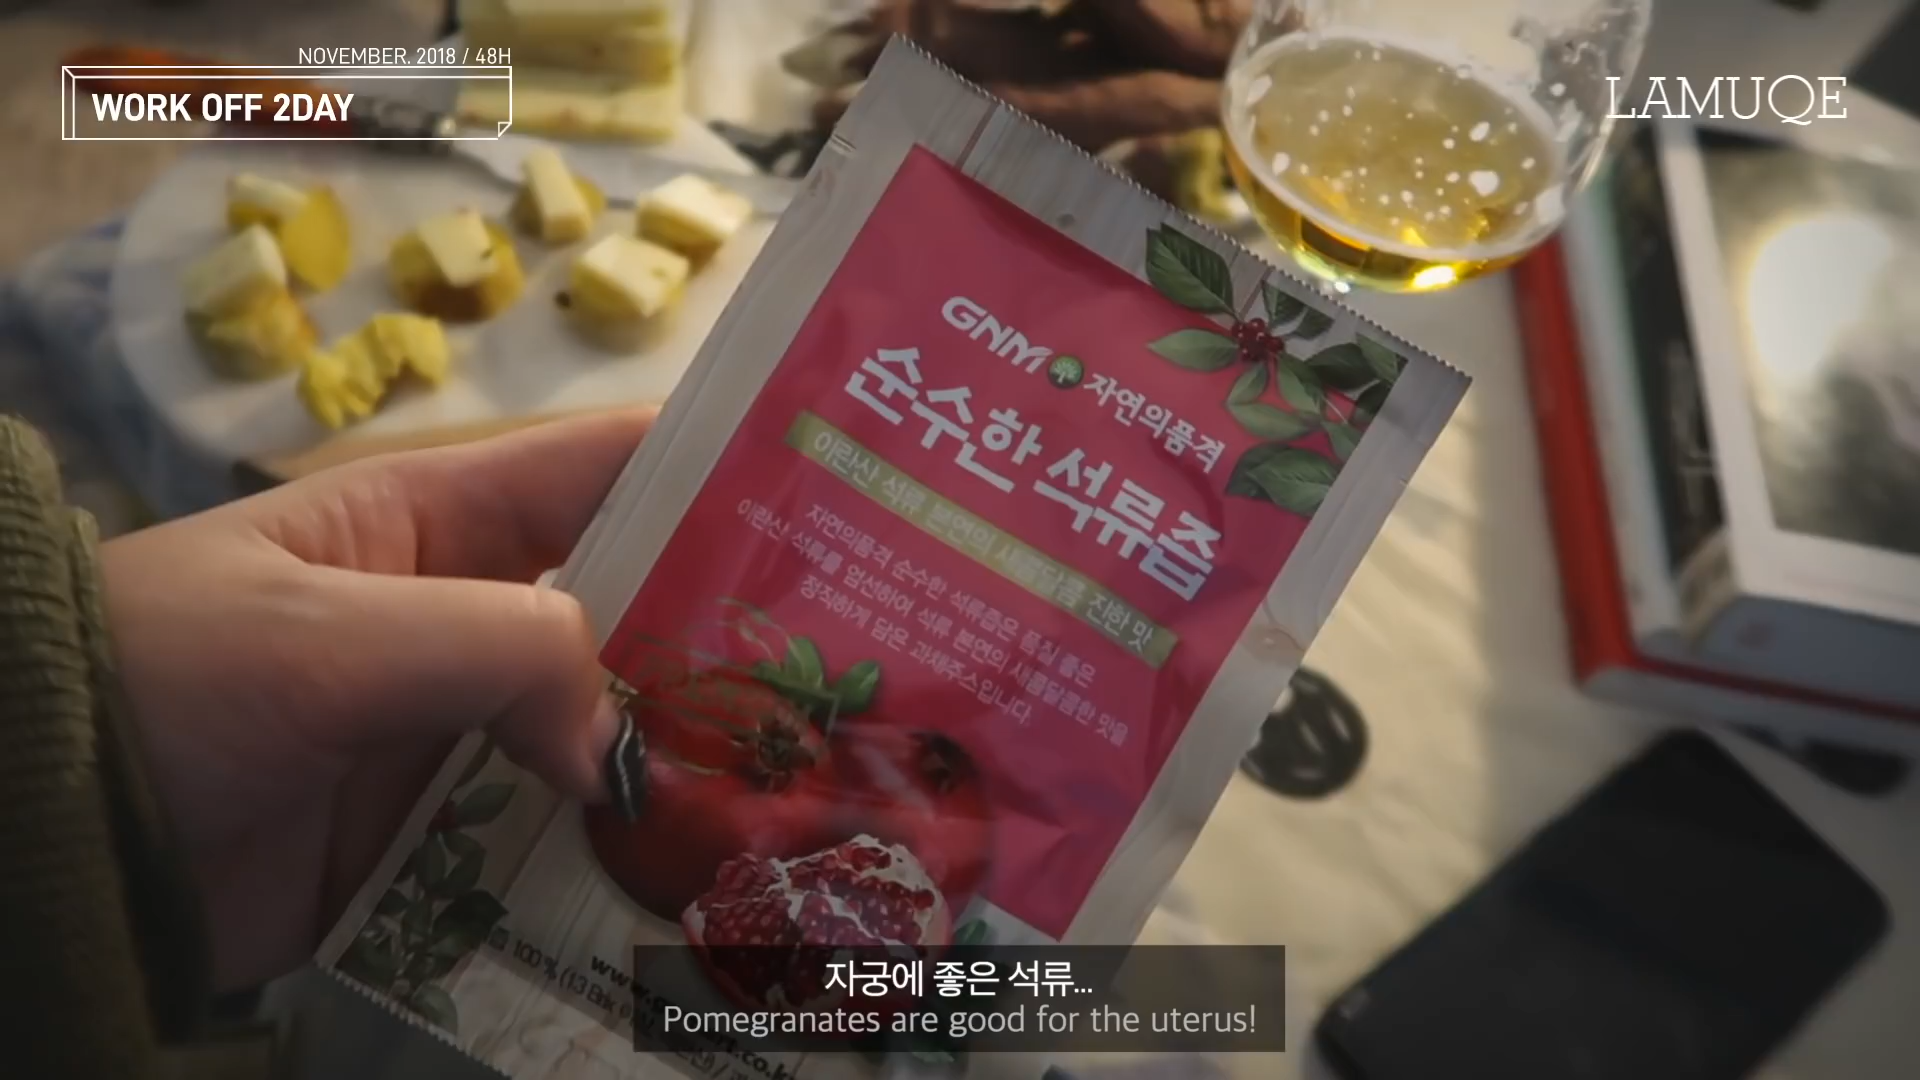 NOVEMBER. 2018 / 48H
WORK OFF 2DAY
LAMUQE
GNM 자연의품격
순수한 석류즙
이란산 석류 본연의 새콤달콤 진한 맛
자연의품격 순수한 석류즙은 품질 좋은
이란산 석류를 엄선하여 석류 본연의 새콤달콤한 맛을
정직하게 담은 과채주스입니다.
100%
자궁에 좋은 석류...
Pomegranates are good for the uterus!